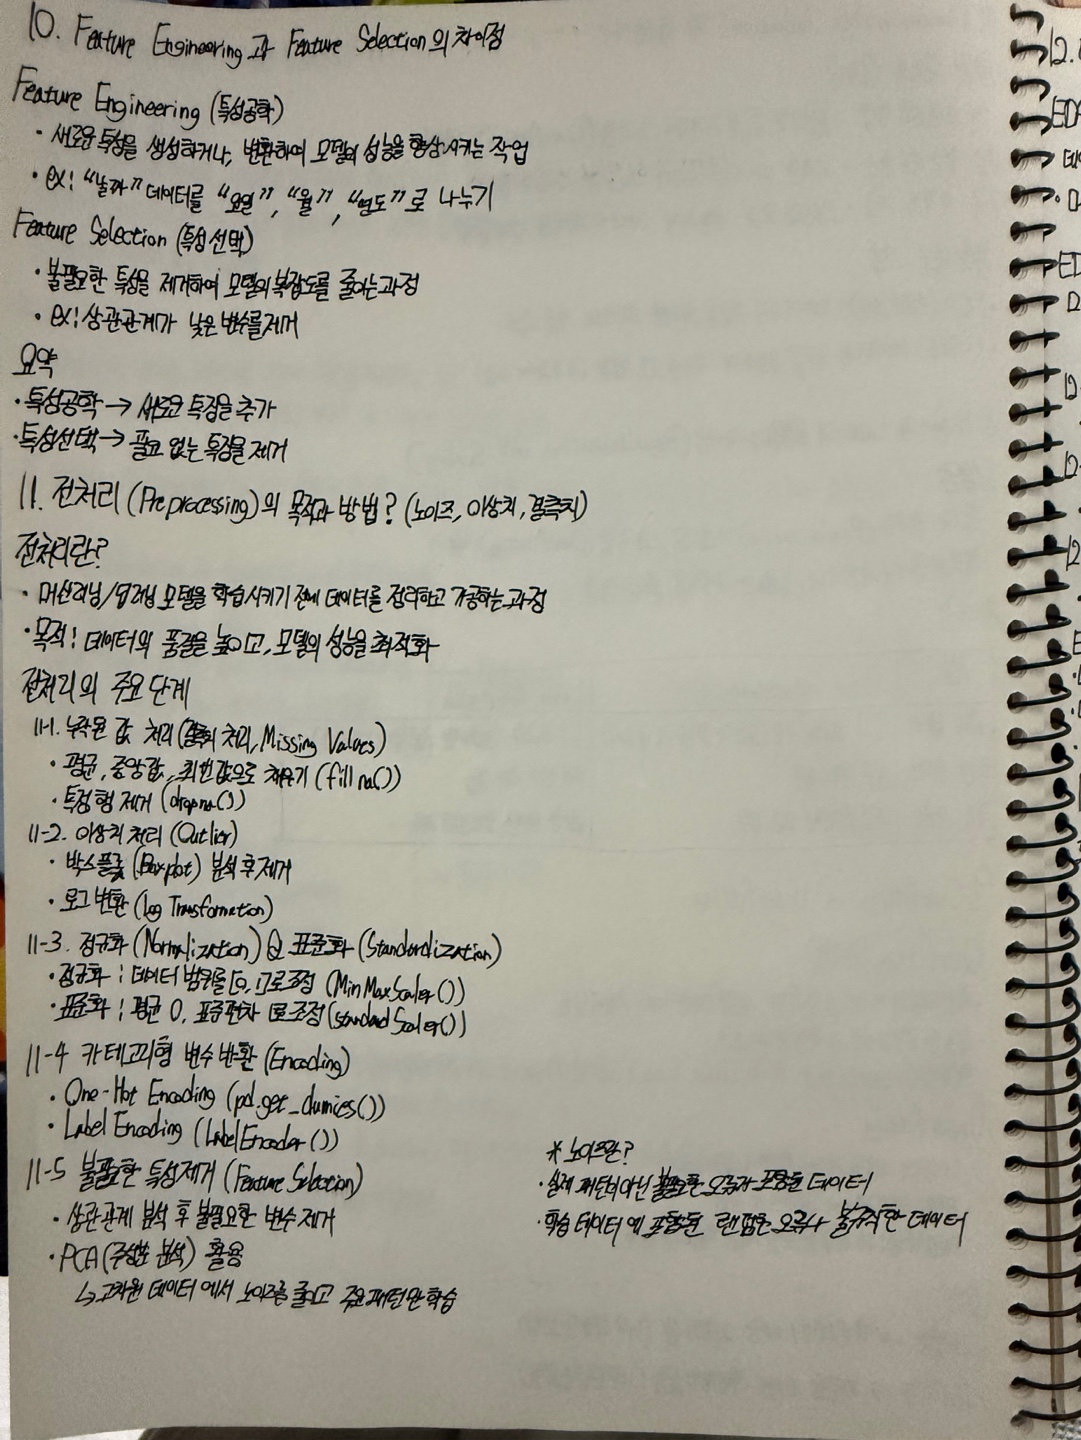 10. Feature Engineering과 Feature Selection의 차이점
Feature Engineering (특성공학)
· 새로운 특성을 생성하거나, 변환하여 모델의 성능을 향상시키는 작업
· ex: "날짜" 데이터를 "요일", "월", "연도"로 나누기
Feature Selection (특성 선택)
· 불필요한 특성을 제거하여 모델의 복잡도를 줄이는 과정
· ex: 상관관계가 낮은 변수를 제거
요약
· 특성공학 → 새로운 특징을 추가
· 특성선택 → 필요 없는 특징을 제거
11. 전처리 (Preprocessing)의 목적과 방법? (노이즈, 이상치, 결측치)
전처리란?
· 머신러닝/딥러닝 모델을 학습시키기 전에 데이터를 정리하고 가공하는 과정
· 목적: 데이터의 품질을 높이고, 모델의 성능을 최적화
전처리의 주요 단계
11-1. 누락된 값 처리 (결측치 처리, Missing Values)
· 평균, 중앙값, 최빈값으로 채우기 (fillna())
· 특정 행 제거 (dropna())
11-2. 이상치 처리 (Outlier)
· 박스플롯 (Boxplot) 분석 후 제거
· 로그 변환 (Log Transformation)
11-3. 정규화 (Normalization) & 표준화 (Standardization)
· 정규화 : 데이터 범위를 [0, 1]로 조정 (MinMaxScaler())
· 표준화 : 평균 0, 표준편차 1로 조정 (StandardScaler())
11-4 카테고리형 변수 변환 (Encoding)
· One-Hot Encoding (pd.get_dumies())
· Label Encoding (LabelEncoder())
11-5 불필요한 특성 제거 (Feature Selection)
· 상관관계 분석 후 불필요한 변수 제거
· PCA (주성분 분석) 활용
↳ 고차원 데이터에서 노이즈를 줄이고 주요 패턴만 학습
* 노이즈란?
· 실제 패턴이 아닌 불필요한 오류가 포함된 데이터
· 학습 데이터에 포함된 랜덤한 오류나 불규칙한 데이터